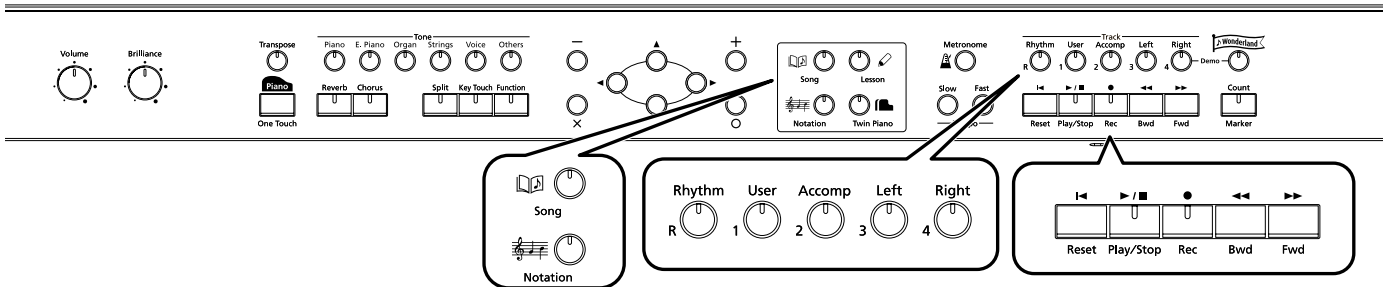 Volume
Brilliance
Transpose
Piano
One Touch
Tone
Piano E. Piano Organ Strings Voice Others
Reverb Chorus
Split Key Touch Function
− +
× ○
Song Lesson
Notation Twin Piano
Metronome
Slow Fast
Track
Rhythm User Accomp Left Right
R 1 2 3 4
Demo
Wonderland
Reset Play/Stop Rec Bwd Fwd
Count
Marker
Song
Notation
Rhythm User Accomp Left Right
R 1 2 3 4
Reset Play/Stop Rec Bwd Fwd